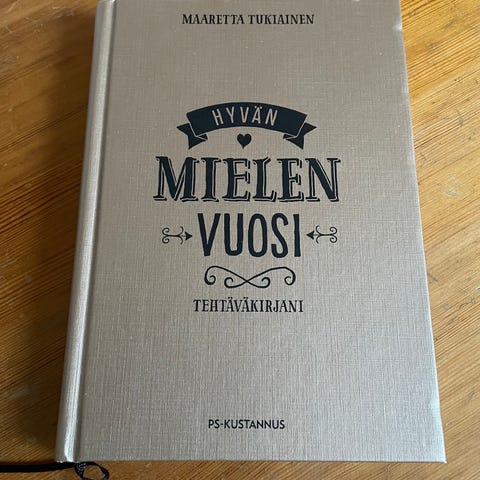 MAARETTA TUKIAINEN
HYVÄN
MIELEN
VUOSI
TEHTÄVÄKIRJANI
PS-KUSTANNUS